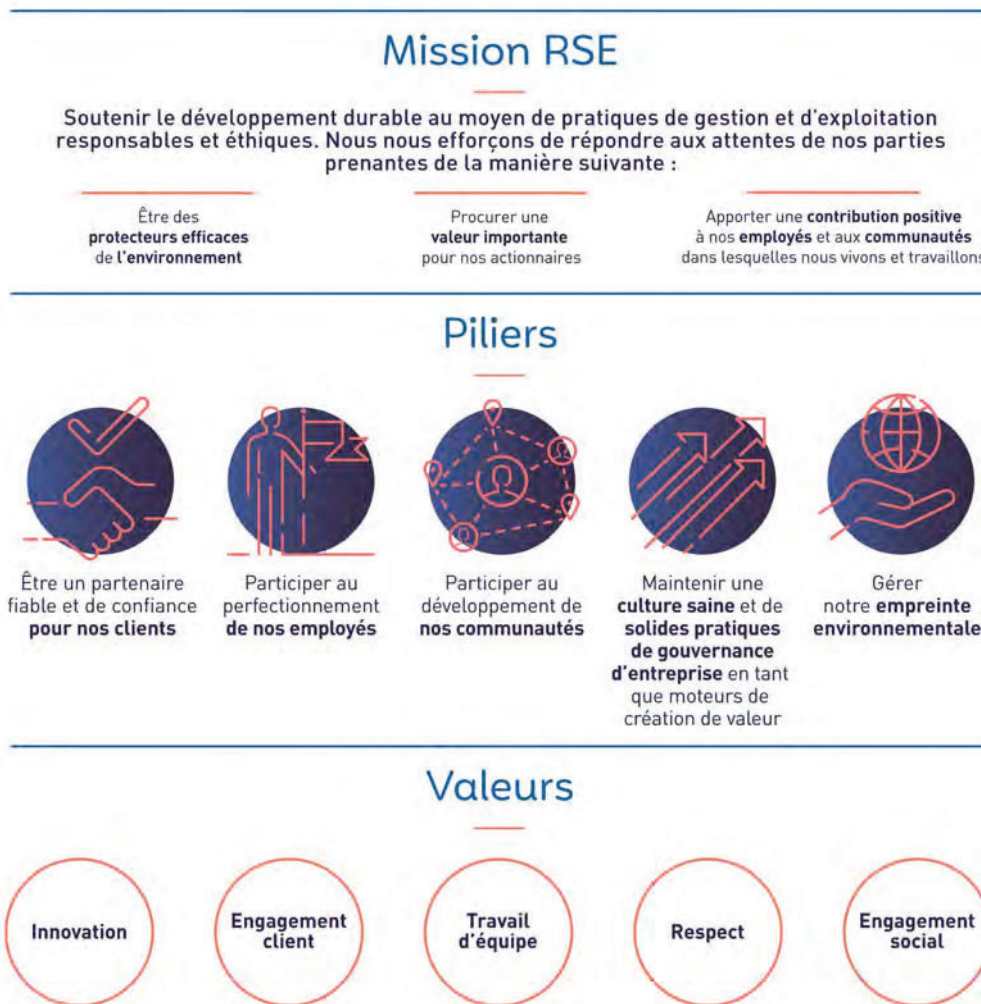 Mission RSE
Soutenir le développement durable au moyen de pratiques de gestion et d'exploitation
responsables et éthiques. Nous nous efforçons de répondre aux attentes de nos parties
prenantes de la manière suivante :
Être des
protecteurs efficaces
de l'environnement
Procurer une
valeur importante
pour nos actionnaires
Apporter une contribution positive
à nos employés et aux communautés
dans lesquelles nous vivons et travaillons
Piliers
Être un partenaire
fiable et de confiance
pour nos clients
Participer au
perfectionnement
de nos employés
Participer au
développement de
nos communautés
Maintenir une
culture saine et de
solides pratiques
de gouvernance
d'entreprise en tant
que moteurs de
création de valeur
Gérer
notre empreinte
environnementale
Valeurs
Innovation
Engagement
client
Travail
d'équipe
Respect
Engagement
social